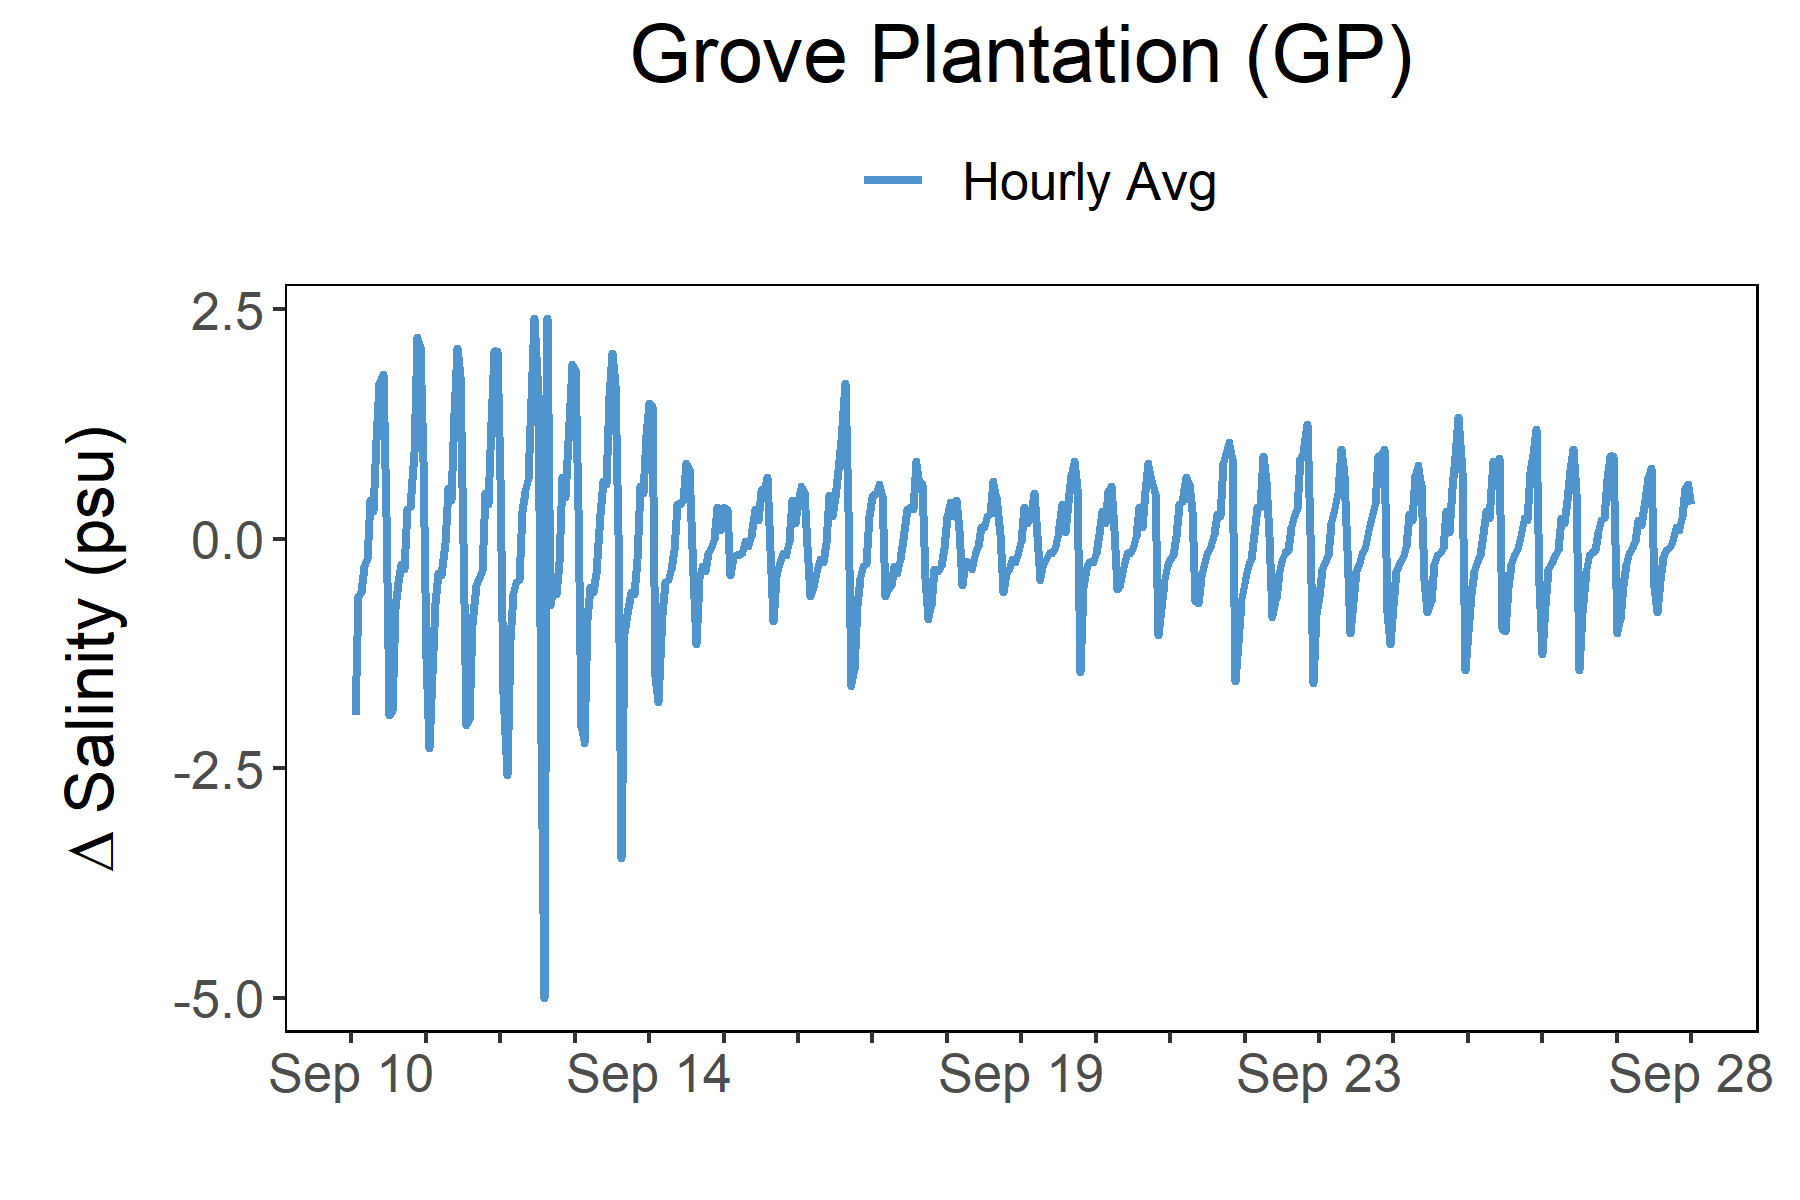 Grove Plantation (GP)
Hourly Avg
Δ Salinity (psu)
2.5
0.0
-2.5
-5.0
Sep 10 Sep 14 Sep 19 Sep 23 Sep 28